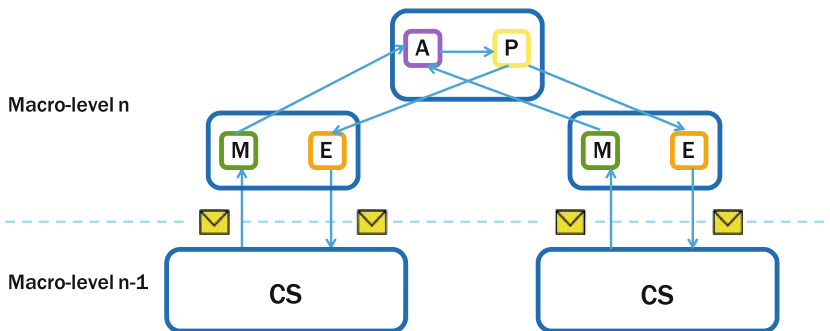 A P
Macro-level n
M E M E
Macro-level n-1
CS CS